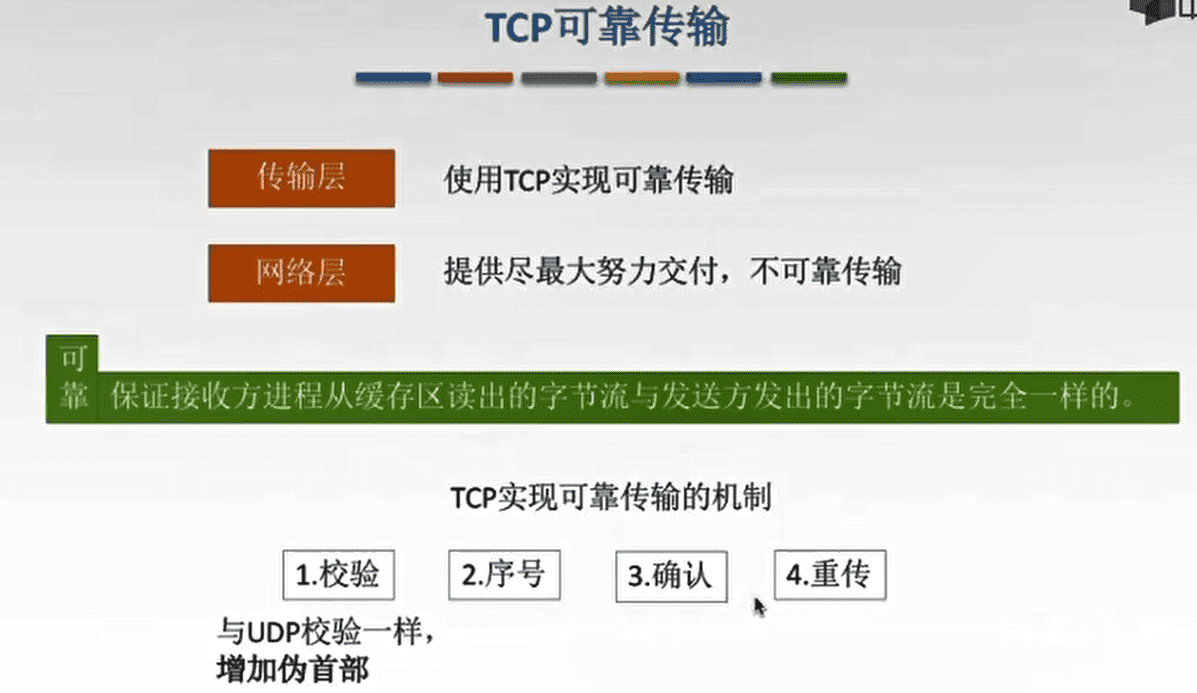 TCP可靠传输
传输层
使用TCP实现可靠传输
网络层
提供尽最大努力交付，不可靠传输
可靠
保证接收方进程从缓存区读出的字节流与发送方发出的字节流是完全一样的。
TCP实现可靠传输的机制
1.校验
2.序号
3.确认
4.重传
与UDP校验一样，
增加伪首部